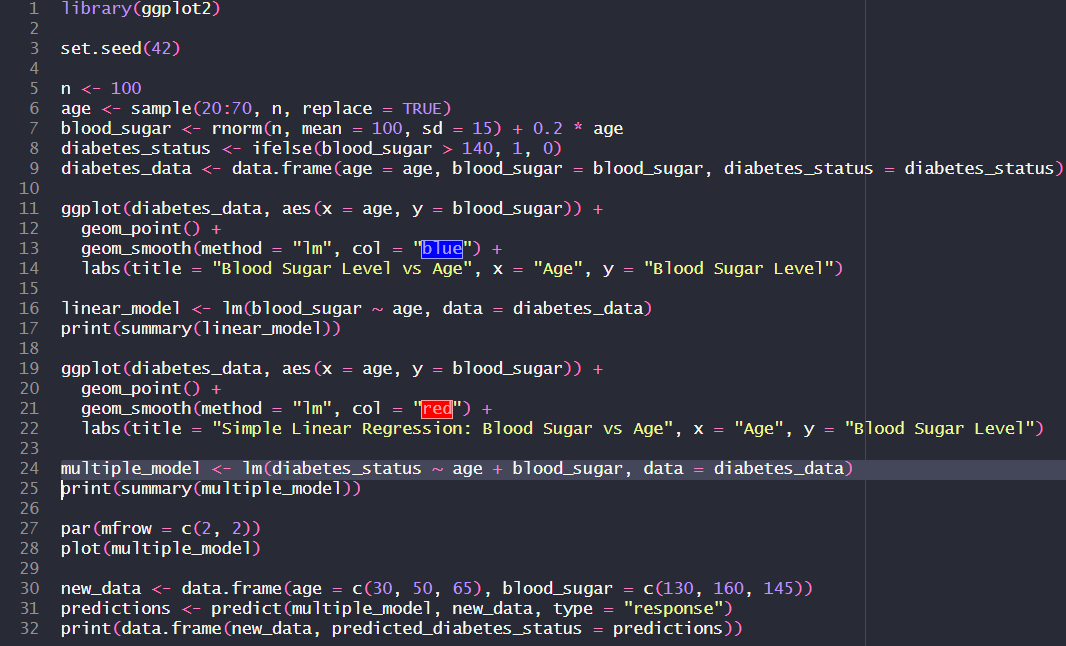 1 library(ggplot2)
2
3 set.seed(42)
4
5 n <- 100
6 age <- sample(20:70, n, replace = TRUE)
7 blood_sugar <- rnorm(n, mean = 100, sd = 15) + 0.2 * age
8 diabetes_status <- ifelse(blood_sugar > 140, 1, 0)
9 diabetes_data <- data.frame(age = age, blood_sugar = blood_sugar, diabetes_status = diabetes_status)
10
11 ggplot(diabetes_data, aes(x = age, y = blood_sugar)) +
12   geom_point() +
13   geom_smooth(method = "lm", col = "blue") +
14   labs(title = "Blood Sugar Level vs Age", x = "Age", y = "Blood Sugar Level")
15
16 linear_model <- lm(blood_sugar ~ age, data = diabetes_data)
17 print(summary(linear_model))
18
19 ggplot(diabetes_data, aes(x = age, y = blood_sugar)) +
20   geom_point() +
21   geom_smooth(method = "lm", col = "red") +
22   labs(title = "Simple Linear Regression: Blood Sugar vs Age", x = "Age", y = "Blood Sugar Level")
23
24 multiple_model <- lm(diabetes_status ~ age + blood_sugar, data = diabetes_data)
25 print(summary(multiple_model))
26
27 par(mfrow = c(2, 2))
28 plot(multiple_model)
29
30 new_data <- data.frame(age = c(30, 50, 65), blood_sugar = c(130, 160, 145))
31 predictions <- predict(multiple_model, new_data, type = "response")
32 print(data.frame(new_data, predicted_diabetes_status = predictions))